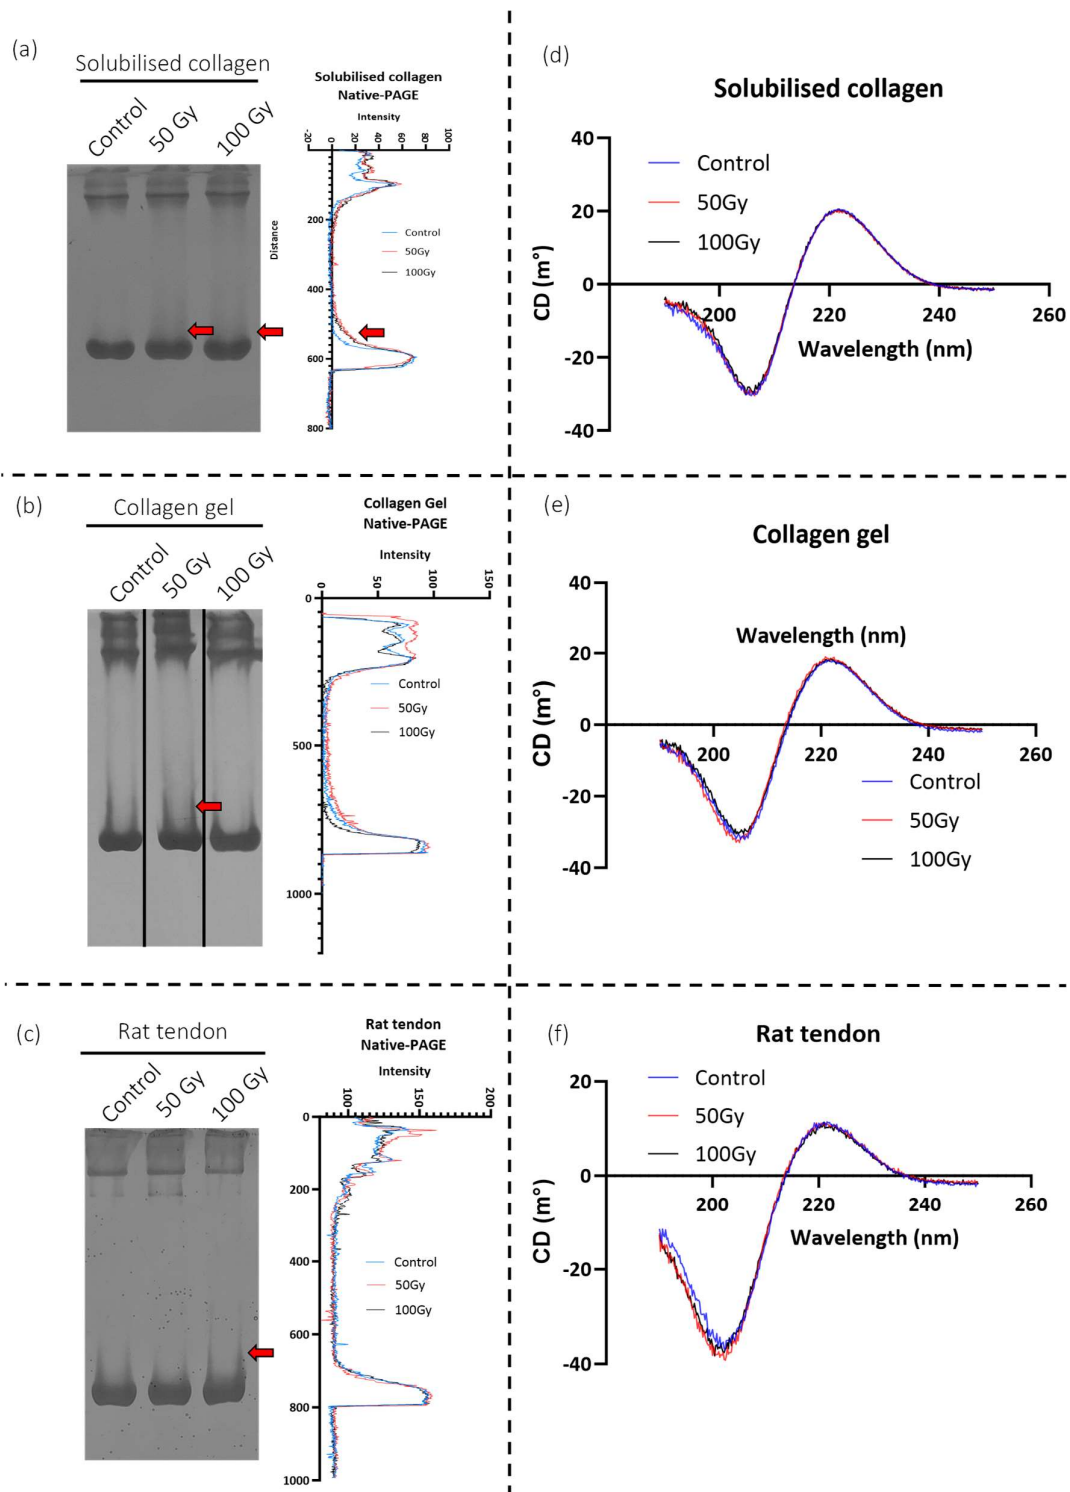 (a)
Solubilised collagen
Control
50 Gy
100 Gy
Solubilised collagen
Native-PAGE
Intensity
-20
0
20
40
60
80
100
Distance
200
400
600
800
Control
50Gy
100Gy
(d)
Solubilised collagen
Control
50Gy
100Gy
CD (m°)
40
20
0
-20
-40
200
220
240
260
Wavelength (nm)
(b)
Collagen gel
Control
50 Gy
100 Gy
Collagen Gel
Native-PAGE
Intensity
0
50
100
150
0
500
1000
Control
50Gy
100Gy
(e)
Collagen gel
CD (m°)
40
20
0
-20
-40
Wavelength (nm)
200
220
240
260
Control
50Gy
100Gy
(c)
Rat tendon
Control
50 Gy
100 Gy
Rat tendon
Native-PAGE
Intensity
100
150
200
0
200
400
600
800
1000
Control
50Gy
100Gy
(f)
Rat tendon
Control
50Gy
100Gy
CD (m°)
20
0
-20
-40
200
220
240
260
Wavelength (nm)